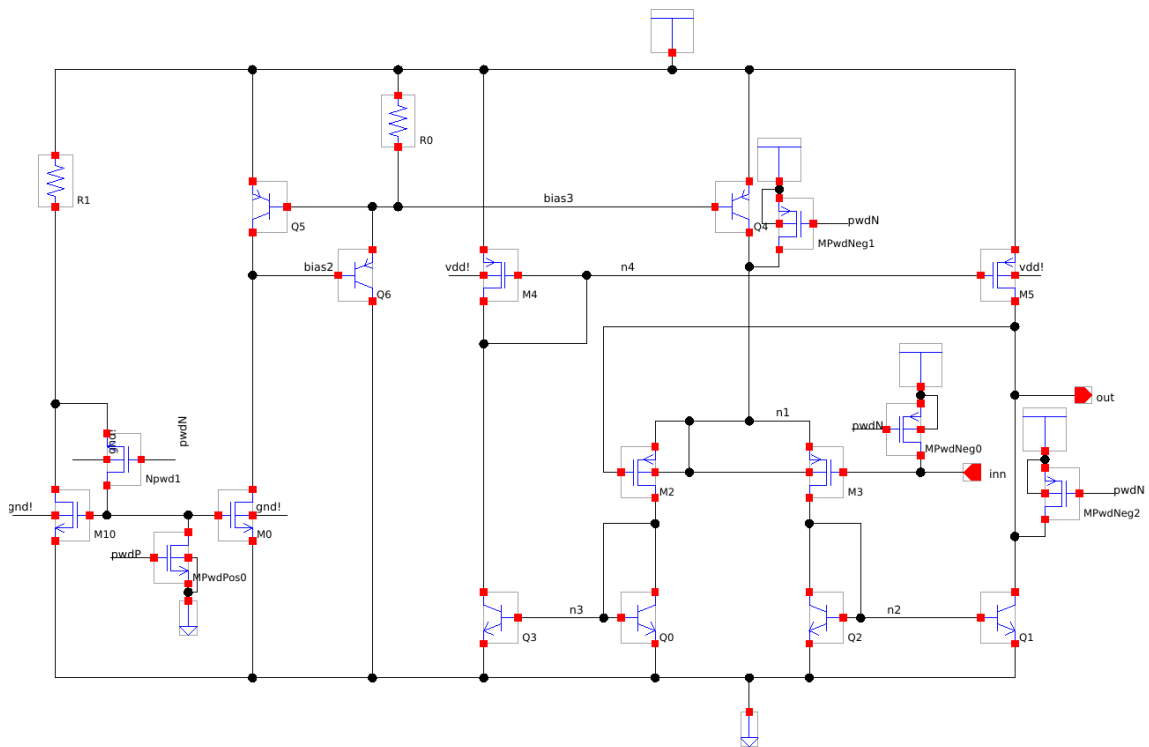 R0
R1
Q5
bias3
Q4
pwdN
MPwdNeg1
bias2
Q6
vdd!
M4
n4
vdd!
M5
out
n1
pwdN
MPwdNeg0
inn
gnd!
pwdN
Npwd1
M2
M3
pwdN
MPwdNeg2
gnd!
M10
gnd!
M0
pwdP
MPwdPos0
n3
n2
Q3
Q0
Q2
Q1